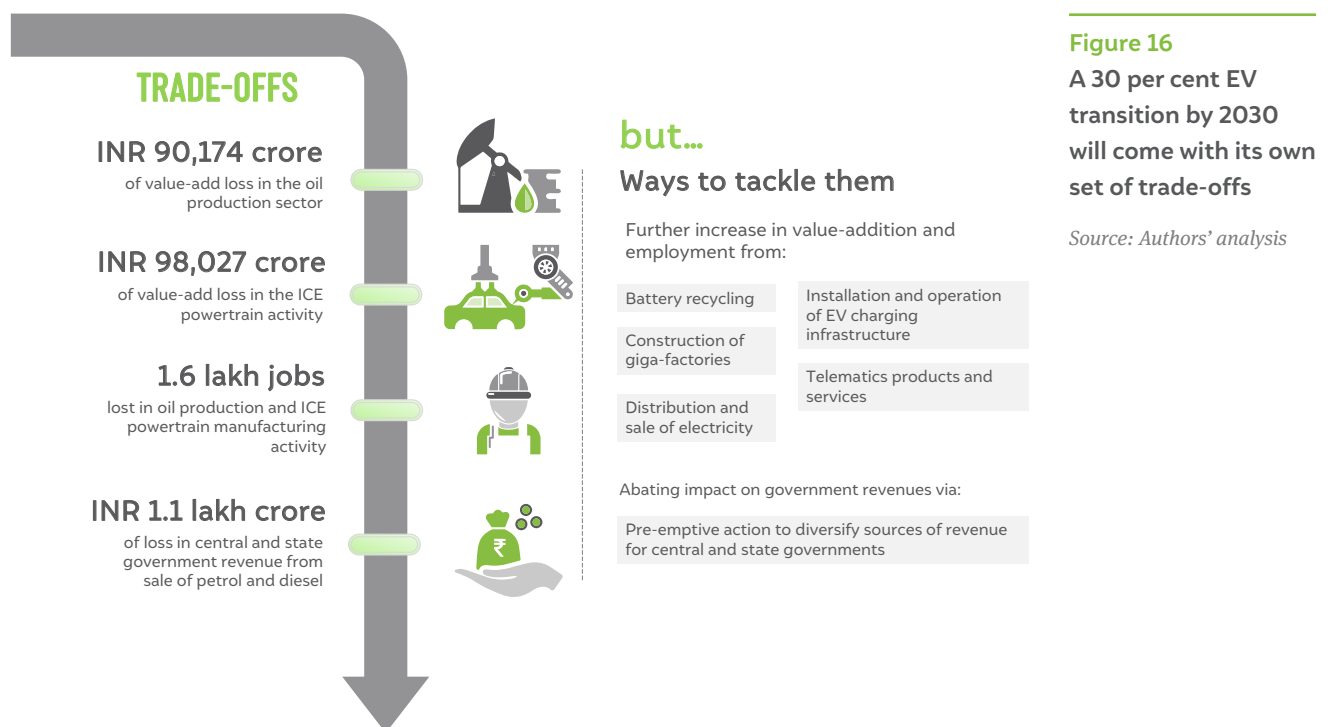 TRADE-OFFS
INR 90,174 crore
of value-add loss in the oil
production sector
INR 98,027 crore
of value-add loss in the ICE
powertrain activity
1.6 lakh jobs
lost in oil production and ICE
powertrain manufacturing
activity
INR 1.1 lakh crore
of loss in central and state
government revenue from
sale of petrol and diesel
₹
but...
Ways to tackle them
Further increase in value-addition and
employment from:
Battery recycling
Construction of
giga-factories
Distribution and
sale of electricity
Installation and operation
of EV charging
infrastructure
Telematics products and
services
Abating impact on government revenues via:
Pre-emptive action to diversify sources of revenue
for central and state governments
Figure 16
A 30 per cent EV
transition by 2030
will come with its own
set of trade-offs
Source: Authors' analysis